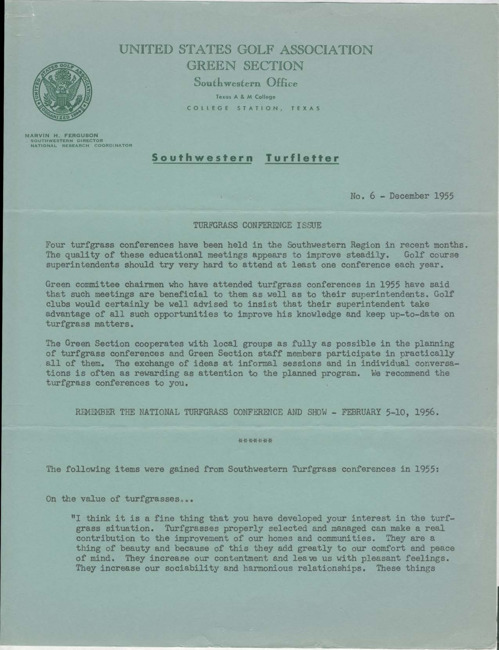 UNITED STATES GOLF ASSOCIATION
GREEN SECTION
Southwestern Office
Texas A & M College
COLLEGE STATION, TEXAS
MARVIN H. FERGUSON
SOUTHWESTERN DIRECTOR
NATIONAL RESEARCH COORDINATOR
Southwestern Turfletter
No. 6 - December 1955
TURFGRASS CONFERENCE ISSUE
Four turfgrass conferences have been held in the Southwestern Region in recent months.
The quality of these educational meetings appears to improve steadily. Golf course
superintendents should try very hard to attend at least one conference each year.
Green committee chairmen who have attended turfgrass conferences in 1955 have said
that such meetings are beneficial to them as well as to their superintendents. Golf
clubs would certainly be well advised to insist that their superintendent take
advantage of all such opportunities to improve his knowledge and keep up-to-date on
turfgrass matters.
The Green Section cooperates with local groups as fully as possible in the planning
of turfgrass conferences and Green Section staff members participate in practically
all of them. The exchange of ideas at informal sessions and in individual conversa-
tions is often as rewarding as attention to the planned program. We recommend the
turfgrass conferences to you.
REMEMBER THE NATIONAL TURFGRASS CONFERENCE AND SHOW - FEBRUARY 5-10, 1956.
*******
The following items were gained from Southwestern Turfgrass conferences in 1955:
On the value of turfgrasses...
"I think it is a fine thing that you have developed your interest in the turf-
grass situation. Turfgrasses properly selected and managed can make a real
contribution to the improvement of our homes and communities. They are a
thing of beauty and because of this they add greatly to our comfort and peace
of mind. They increase our contentment and leave us with pleasant feelings.
They increase our sociability and harmonious relationships. These things